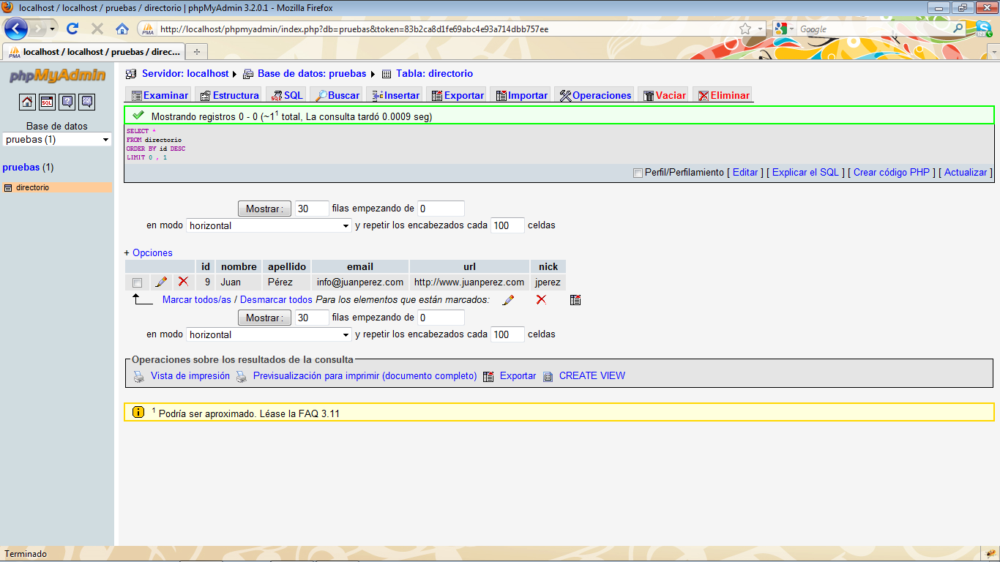 localhost / localhost / pruebas / directorio | phpMyAdmin 3.2.0.1 - Mozilla Firefox
http://localhost/phpmyadmin/index.php?db=pruebas&token=83b2ca8d1fe69abc4e93a714dbb757ee
Google
localhost / localhost / pruebas / direc...
phpMyAdmin
Base de datos
pruebas (1)
pruebas (1)
directorio
Servidor: localhost Base de datos: pruebas Tabla: directorio
Examinar Estructura SQL Buscar Insertar Exportar Importar Operaciones Vaciar Eliminar
Mostrando registros 0 - 0 (~1¹ total, La consulta tardó 0.0009 seg)
SELECT *
FROM directorio
ORDER BY id DESC
LIMIT 0 , 1
Perfil/Perfilamiento [ Editar ] [ Explicar el SQL ] [ Crear código PHP ] [ Actualizar ]
Mostrar : 30 filas empezando de 0
en modo horizontal y repetir los encabezados cada 100 celdas
+ Opciones
id nombre apellido email url nick
9 Juan Pérez info@juanperez.com http://www.juanperez.com jperez
Marcar todos/as / Desmarcar todos Para los elementos que están marcados:
Mostrar : 30 filas empezando de 0
en modo horizontal y repetir los encabezados cada 100 celdas
Operaciones sobre los resultados de la consulta
Vista de impresión Previsualización para imprimir (documento completo) Exportar CREATE VIEW
¹ Podría ser aproximado. Léase la FAQ 3.11
Terminado